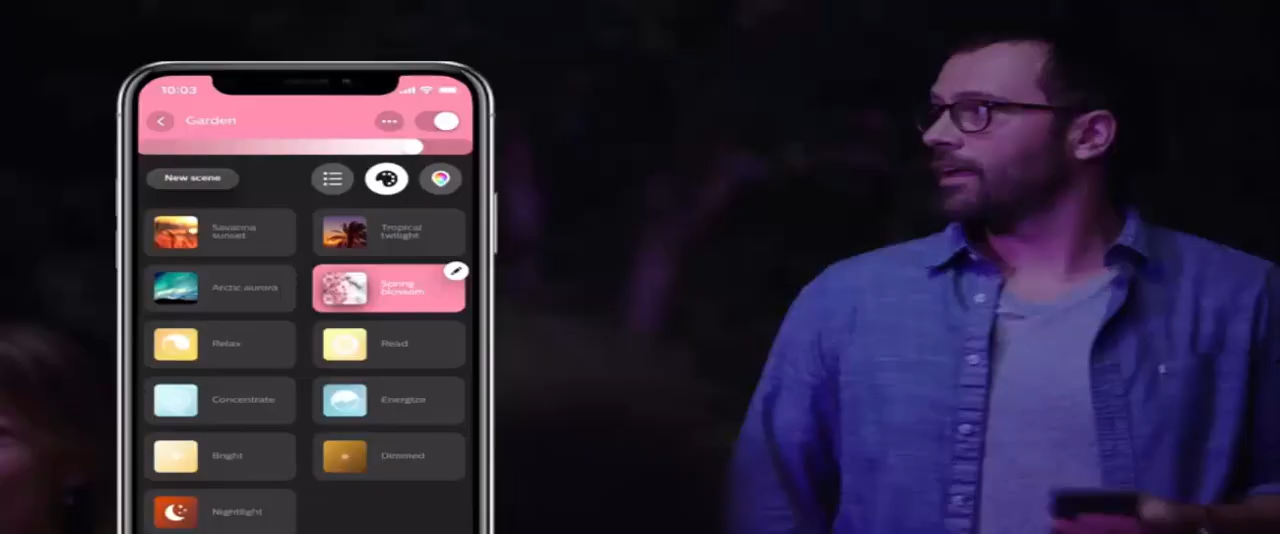 10:03
Garden
New scene
Savanna
sunset
Tropical
twilight
Arctic aurora
Spring
blossom
Relax
Read
Concentrate
Energize
Bright
Dimmed
Nightlight